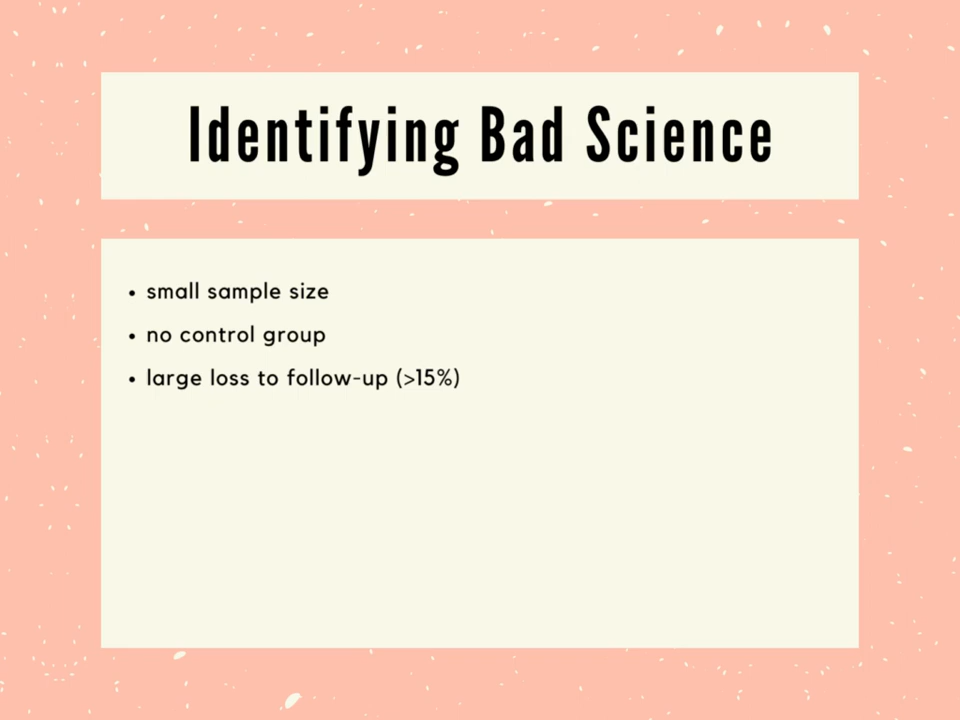 Identifying Bad Science
• small sample size
• no control group
• large loss to follow-up (>15%)